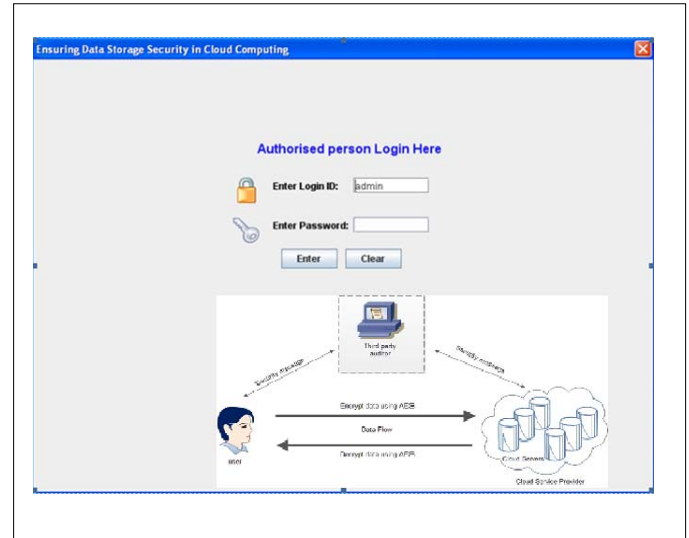 Ensuring Data Storage Security in Cloud Computing
Authorised person Login Here
Enter Login ID: admin
Enter Password:
Enter Clear
Third party
auditor
Security message Security message
Encrypt data using
Data Flow
user
Decrypt data using
Cloud Servers
Cloud Service Provider